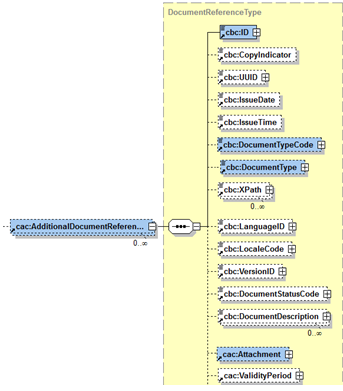 DocumentReferenceType
cbc:ID
cbc:CopyIndicator
cbc:UUID
cbc:IssueDate
cbc:IssueTime
cbc:DocumentTypeCode
cbc:DocumentType
cbc:XPath
0..∞
cac:AdditionalDocumentReferen...
0..∞
cbc:LanguageID
cbc:LocaleCode
cbc:VersionID
cbc:DocumentStatusCode
cbc:DocumentDescription
0..∞
cac:Attachment
cac:ValidityPeriod